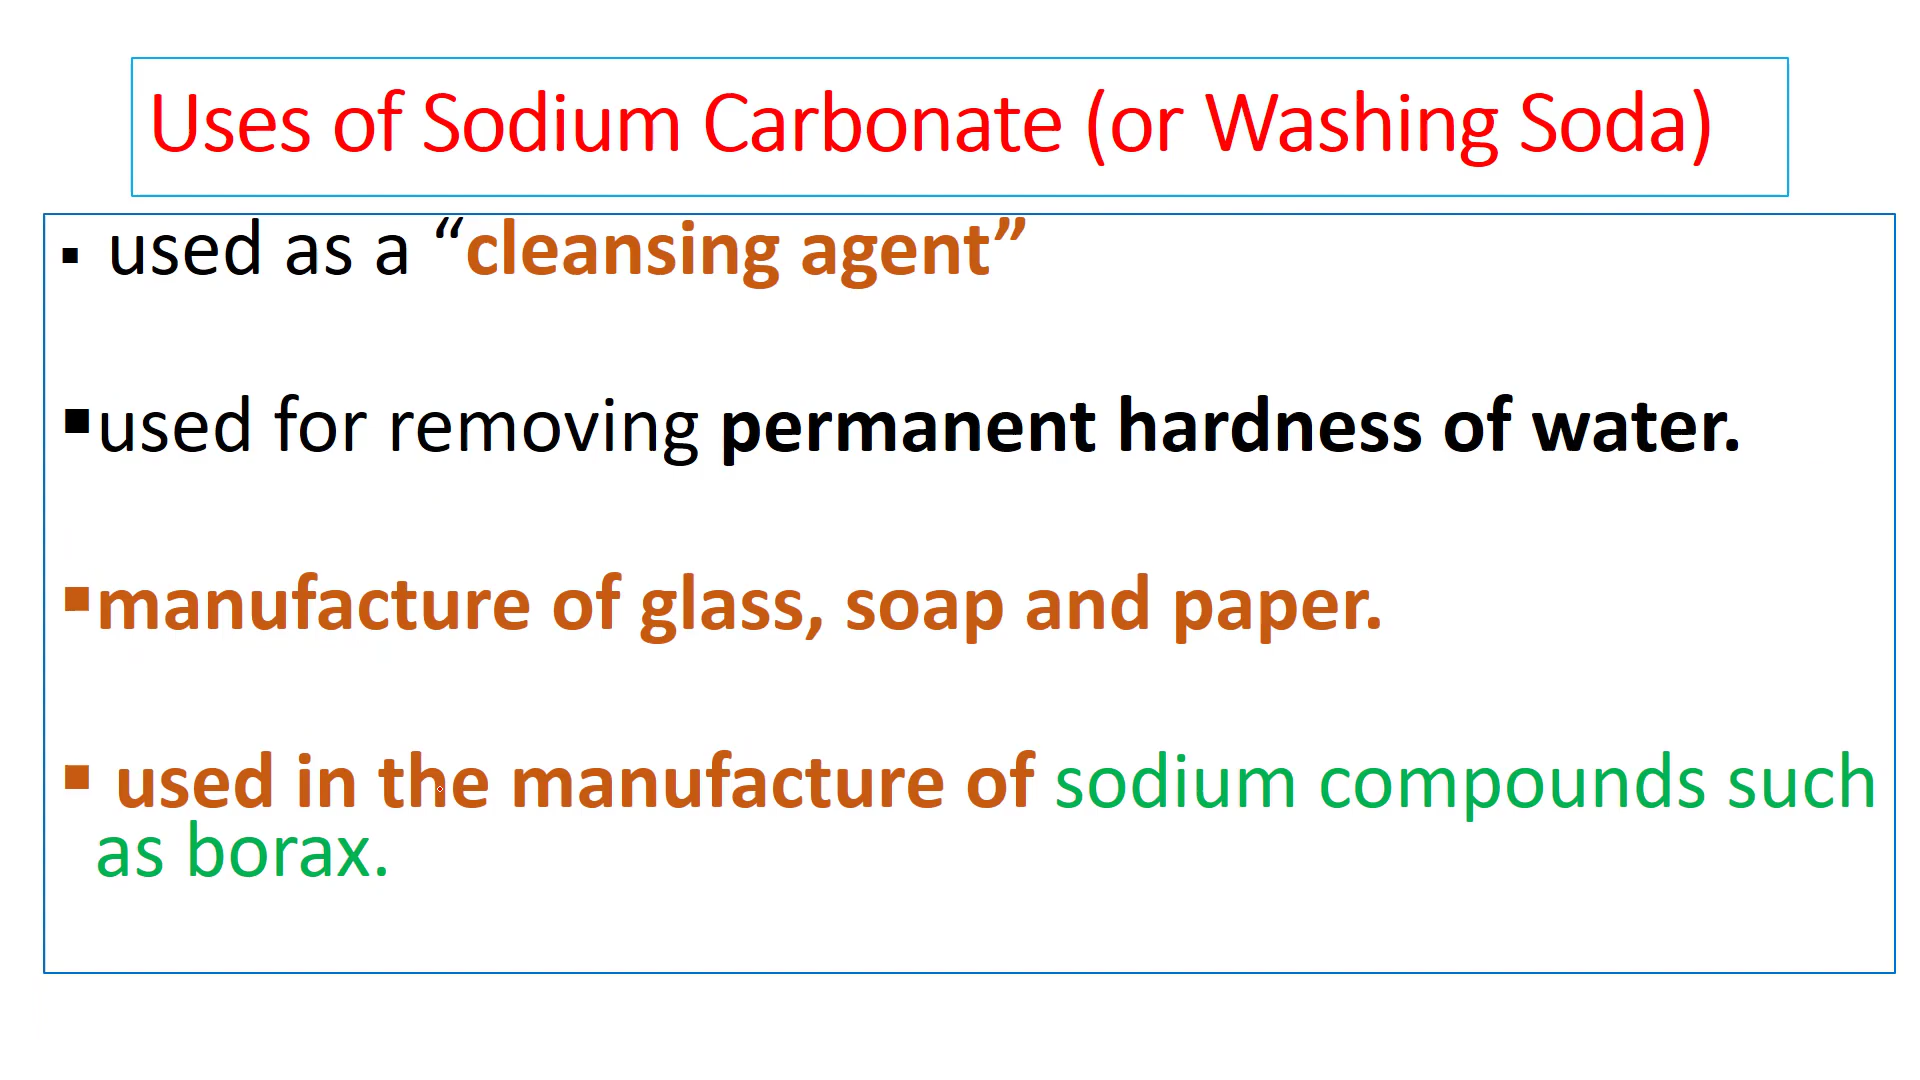 Uses of Sodium Carbonate (or Washing Soda)
▪ used as a “cleansing agent”
▪used for removing permanent hardness of water.
▪manufacture of glass, soap and paper.
▪ used in the manufacture of sodium compounds such
as borax.